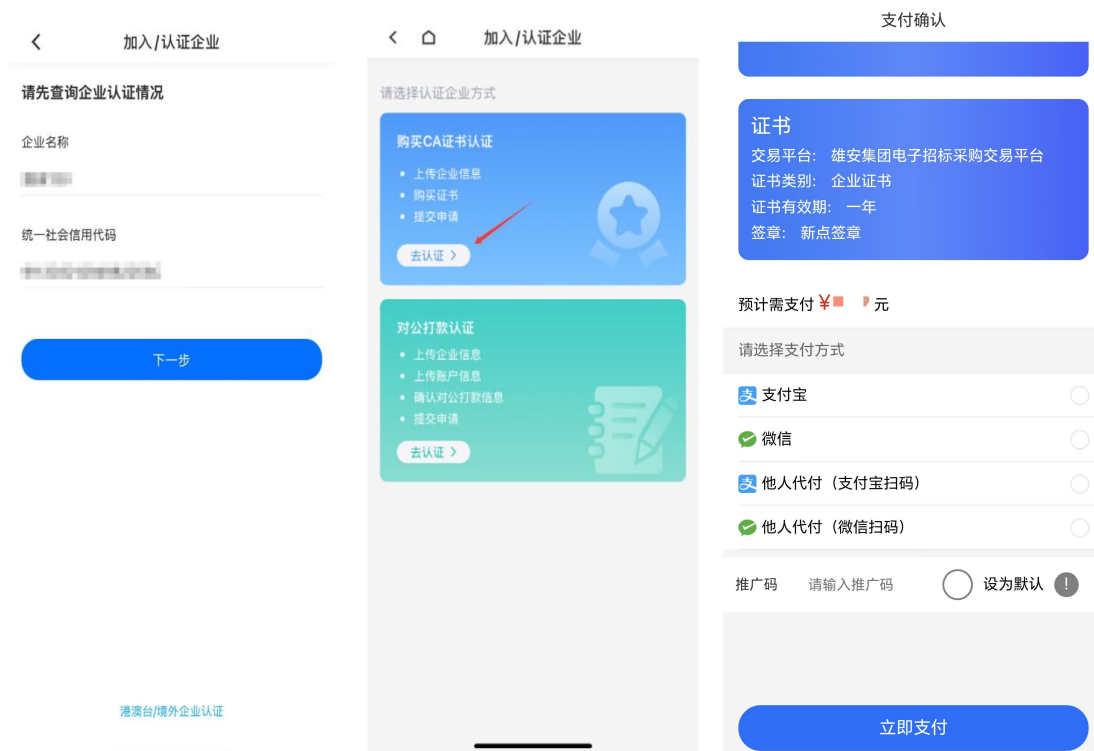 加入/认证企业
请先查询企业认证情况
企业名称
统一社会信用代码
下一步
港澳台/境外企业认证
加入/认证企业
请选择认证企业方式
购买CA证书认证
• 上传企业信息
• 购买证书
• 提交申请
去认证 >
对公打款认证
• 上传企业信息
• 上传账户信息
• 确认对公打款信息
• 提交申请
去认证 >
支付确认
证书
交易平台: 雄安集团电子招标采购交易平台
证书类别: 企业证书
证书有效期: 一年
签章: 新点签章
预计需支付 ¥ 元
请选择支付方式
支付宝
微信
他人代付（支付宝扫码）
他人代付（微信扫码）
推广码 请输入推广码 设为默认 !
立即支付